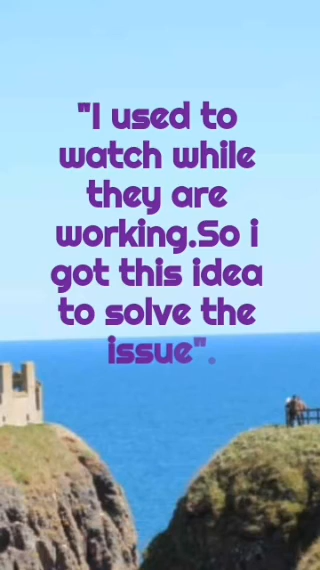 "I used to
watch while
they are
working.So i
got this idea
to solve the
issue".